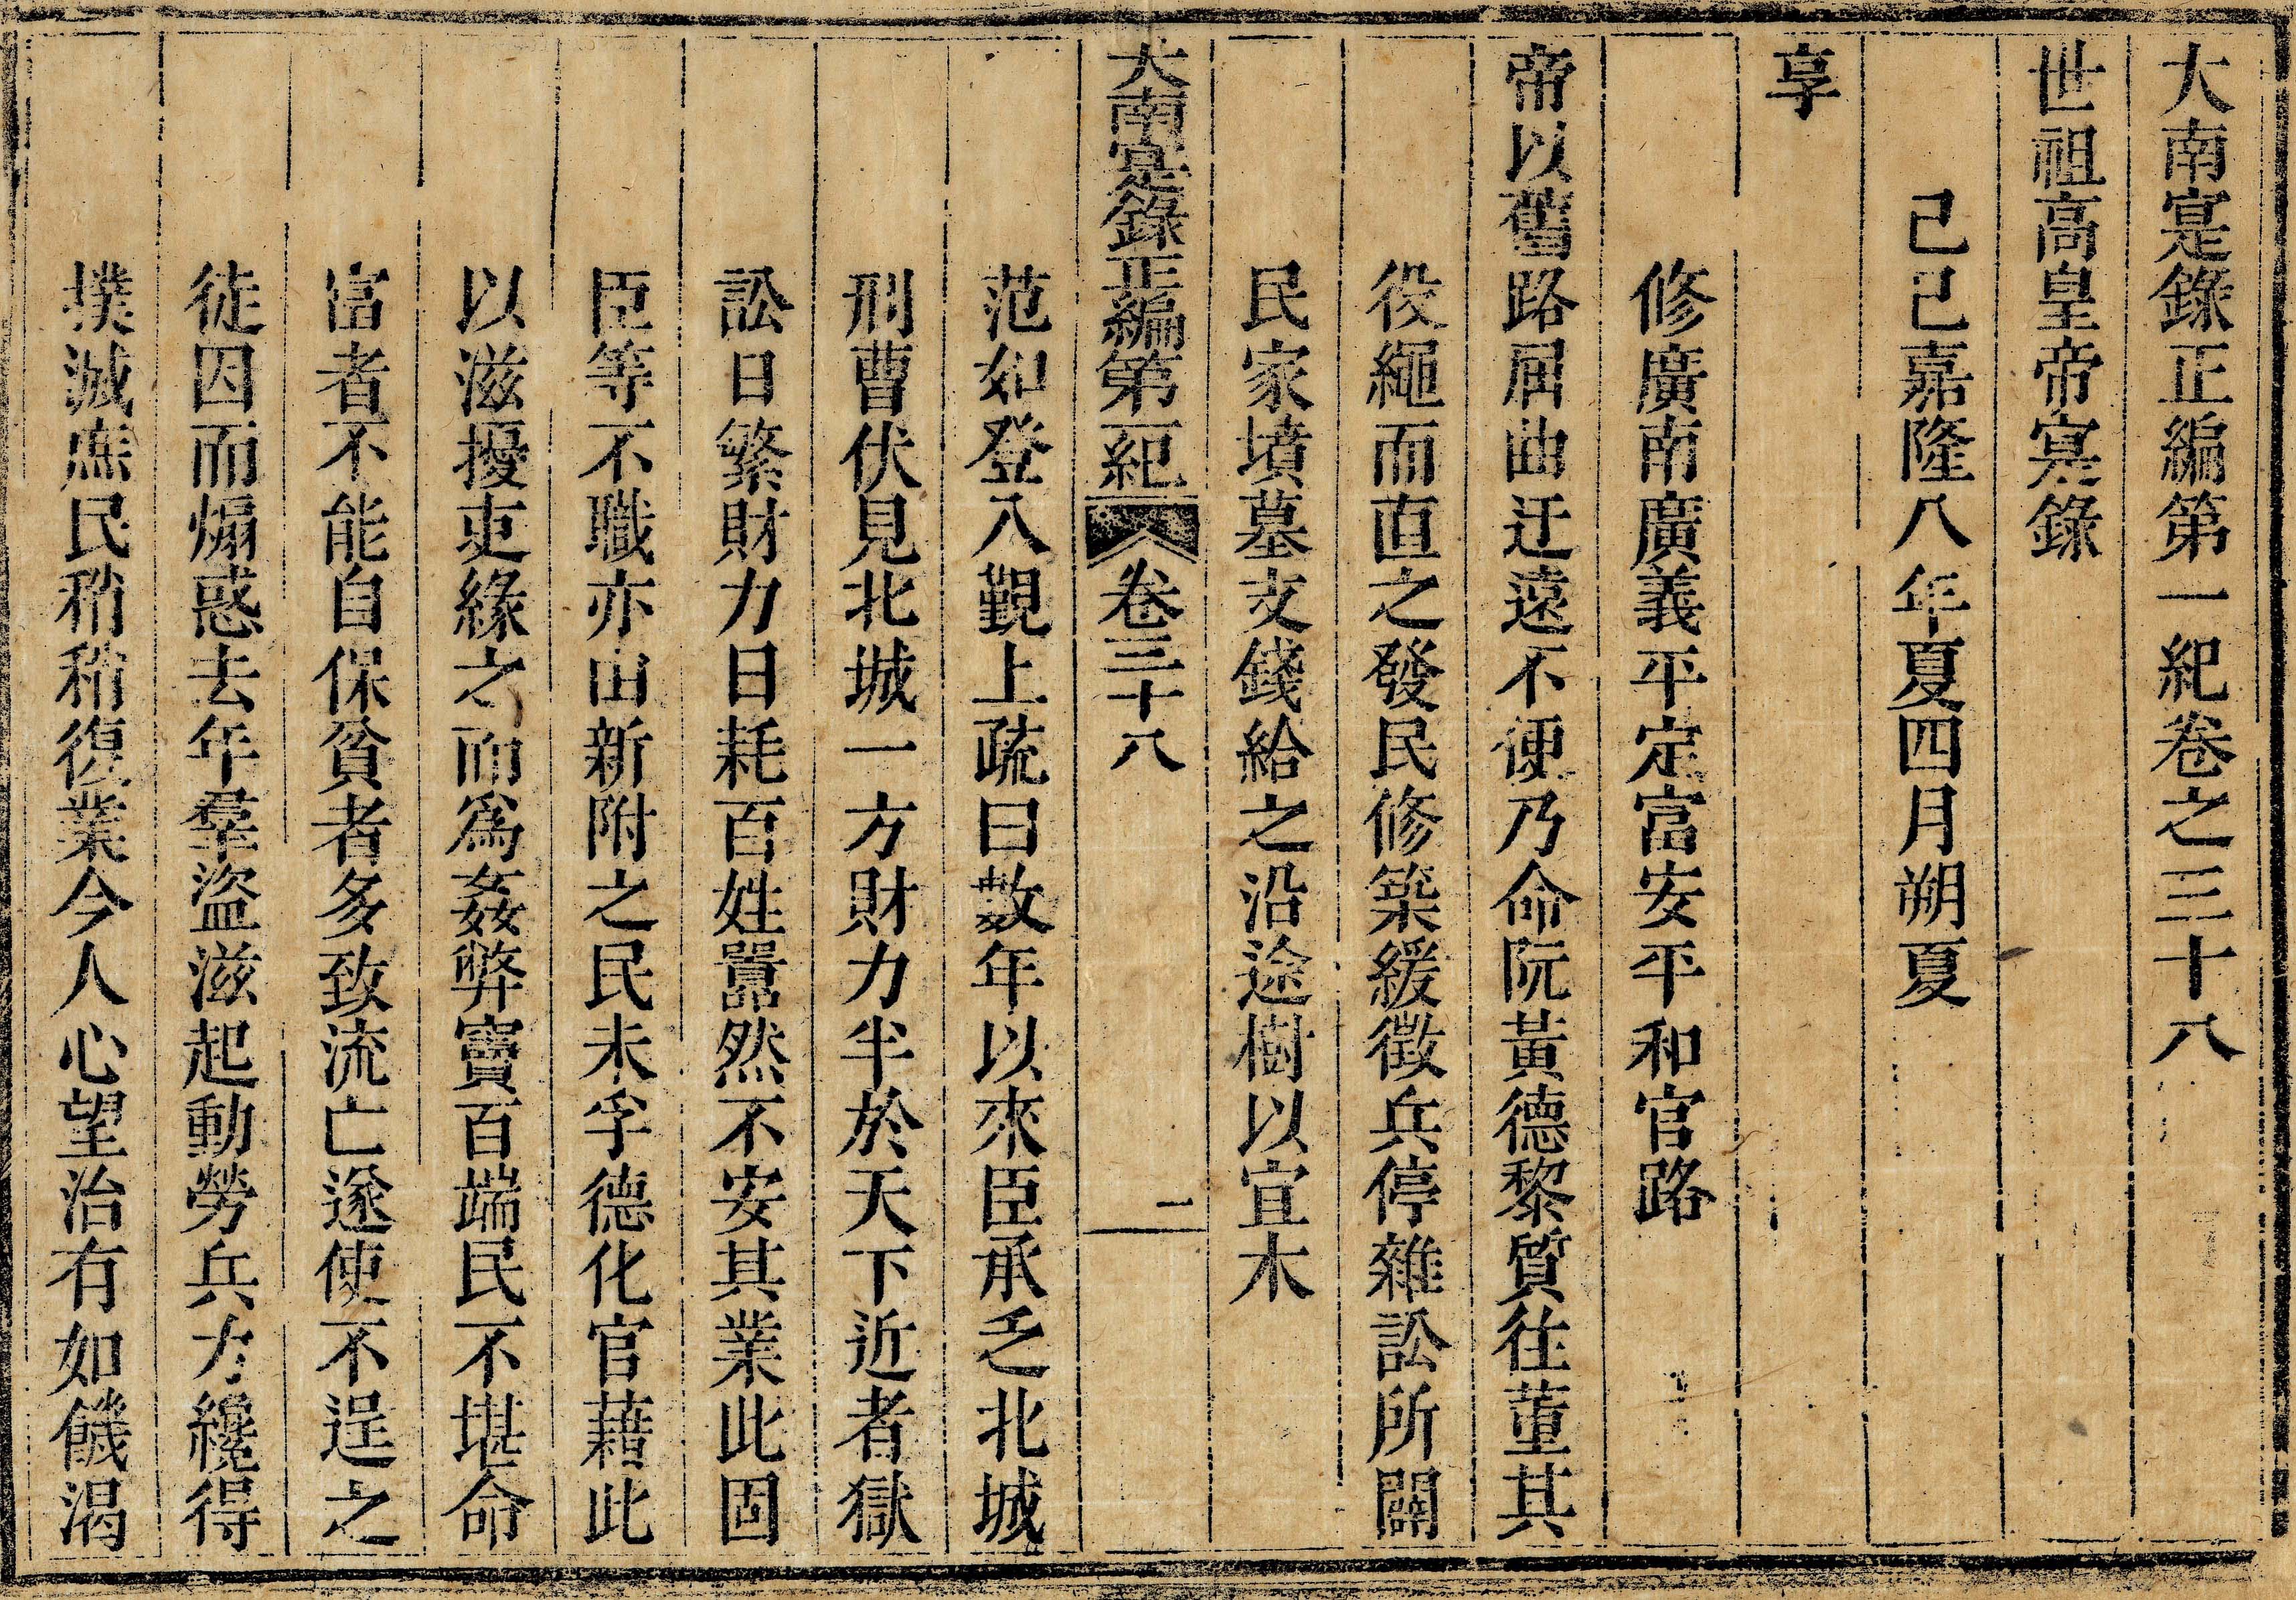 大南寔錄正編第一紀卷之三十八
世祖高皇帝寔錄
己巳嘉隆八年夏四月朔夏
享
修廣南廣義平定富安平和官路
帝以舊路屈曲迂遠不便乃命阮黃德黎質往董其
役繩而直之發民修築緩徵兵停雜訟所關
民家墳墓支錢給之沿途樹以宜木
大南寔錄正編第一紀 卷三十八 二
范如登入覲上疏曰数年以來臣承乏北城
刑曹伏見北城一方財力半於天下近者獄
訟日繁財力日耗百姓嚣然不安其業此固
臣等不職亦由新附之民未孚德化官藉此
以滋擾吏緣之而爲姦弊竇百端民不堪命
富者不能自保貧者多致流亡遂使不逞之
徒因而煽惑去年羣盜滋起動勞兵力纔得
撲滅庶民稍稍復業今人心望治有如饑渴